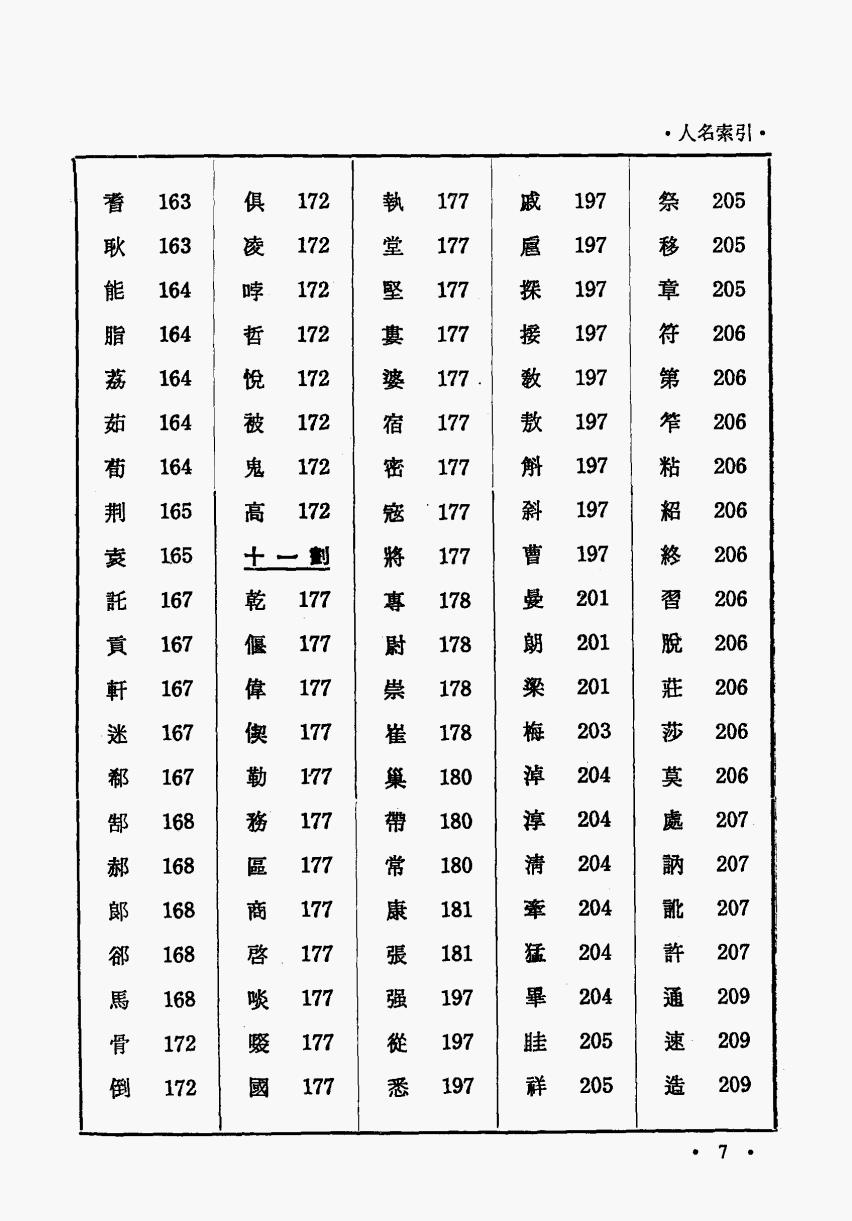 ·人名索引·
耆 163
耿 163
能 164
脂 164
荔 164
茹 164
荀 164
荆 165
袁 165
託 167
貢 167
軒 167
迷 167
郗 167
郜 168
郝 168
郎 168
郤 168
馬 168
骨 172
倒 172
俱 172
凌 172
哱 172
哲 172
悅 172
被 172
鬼 172
高 172
十一劃
乾 177
偃 177
偉 177
偰 177
勒 177
務 177
區 177
商 177
啓 177
啖 177
177
國 177
執 177
堂 177
堅 177
婁 177
婆 177
宿 177
密 177
寇 177
將 177
專 178
尉 178
崇 178
崔 178
巢 180
帶 180
常 180
康 181
張 181
强 197
從 197
悉 197
戚 197
扈 197
探 197
接 197
敎 197
敖 197
斛 197
斜 197
曹 197
曼 201
朗 201
梁 201
梅 203
淖 204
淳 204
淸 204
牽 204
猛 204
畢 204
眭 205
祥 205
祭 205
移 205
章 205
符 206
第 206
笮 206
粘 206
紹 206
終 206
習 206
脫 206
莊 206
莎 206
莫 206
處 207
訥 207
訛 207
許 207
通 209
速 209
造 209
· 7 ·